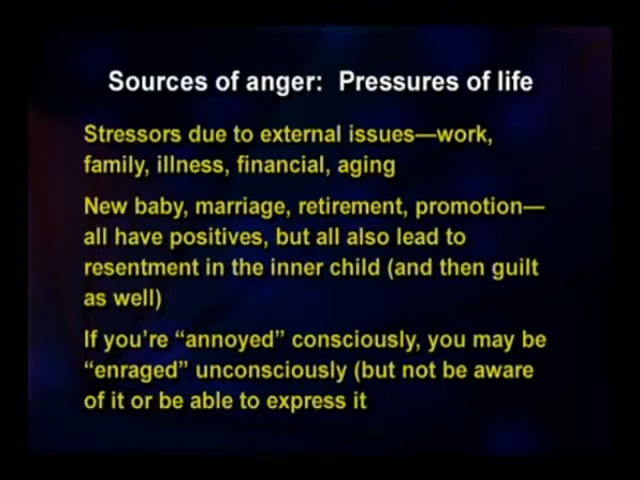 Sources of anger:  Pressures of life
Stressors due to external issues—work,
family, illness, financial, aging
New baby, marriage, retirement, promotion—
all have positives, but all also lead to
resentment in the inner child (and then guilt
as well)
If you’re “annoyed” consciously, you may be
“enraged” unconsciously (but not be aware
of it or be able to express it